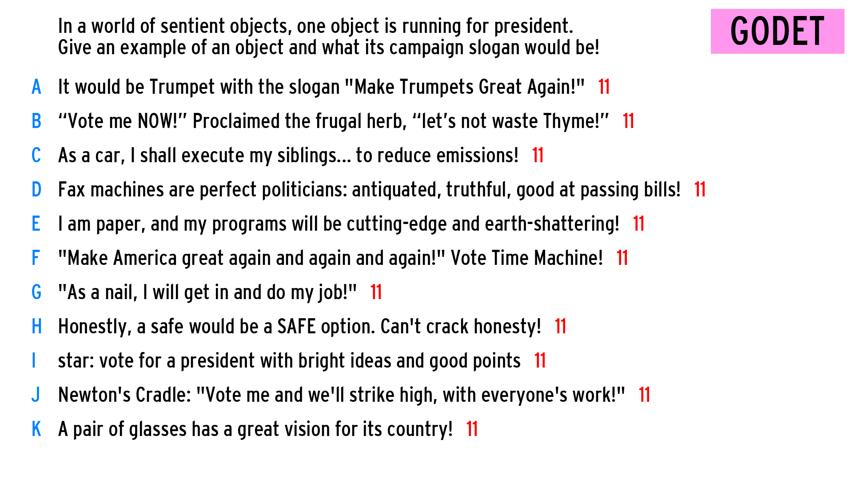 In a world of sentient objects, one object is running for president.
Give an example of an object and what its campaign slogan would be!
GODET
A It would be Trumpet with the slogan "Make Trumpets Great Again!" 11
B “Vote me NOW!” Proclaimed the frugal herb, “let’s not waste Thyme!” 11
C As a car, I shall execute my siblings... to reduce emissions! 11
D Fax machines are perfect politicians: antiquated, truthful, good at passing bills! 11
E I am paper, and my programs will be cutting-edge and earth-shattering! 11
F "Make America great again and again and again!" Vote Time Machine! 11
G "As a nail, I will get in and do my job!" 11
H Honestly, a safe would be a SAFE option. Can't crack honesty! 11
I star: vote for a president with bright ideas and good points 11
J Newton's Cradle: "Vote me and we'll strike high, with everyone's work!" 11
K A pair of glasses has a great vision for its country! 11